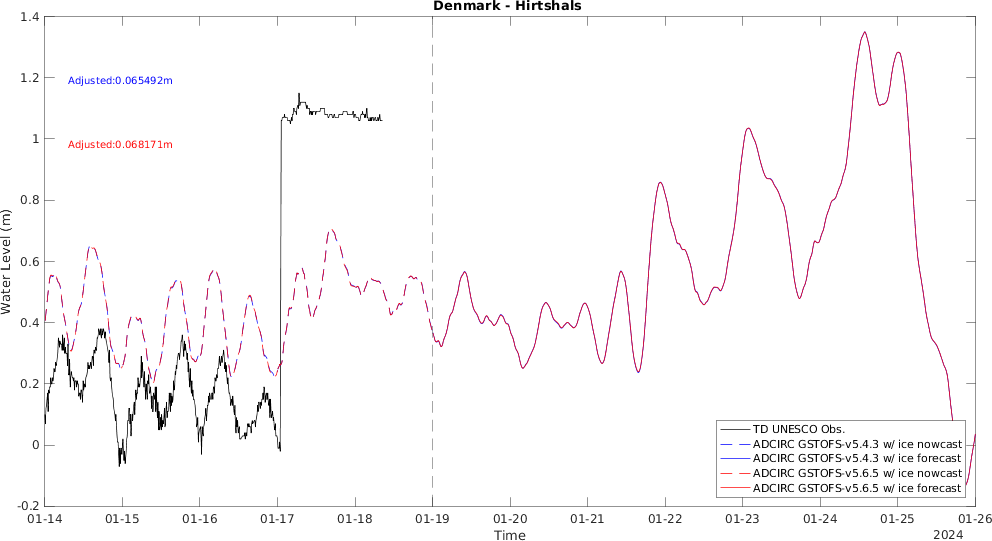 Denmark - Hirtshals
1.4
1.2
1
0.8
0.6
0.4
0.2
0
-0.2
Water Level (m)
Adjusted:0.065492m
Adjusted:0.068171m
TD UNESCO Obs.
ADCIRC GSTOFS-v5.4.3 w/ ice nowcast
ADCIRC GSTOFS-v5.4.3 w/ ice forecast
ADCIRC GSTOFS-v5.6.5 w/ ice nowcast
ADCIRC GSTOFS-v5.6.5 w/ ice forecast
01-14 01-15 01-16 01-17 01-18 01-19 01-20 01-21 01-22 01-23 01-24 01-25 01-26
Time
2024